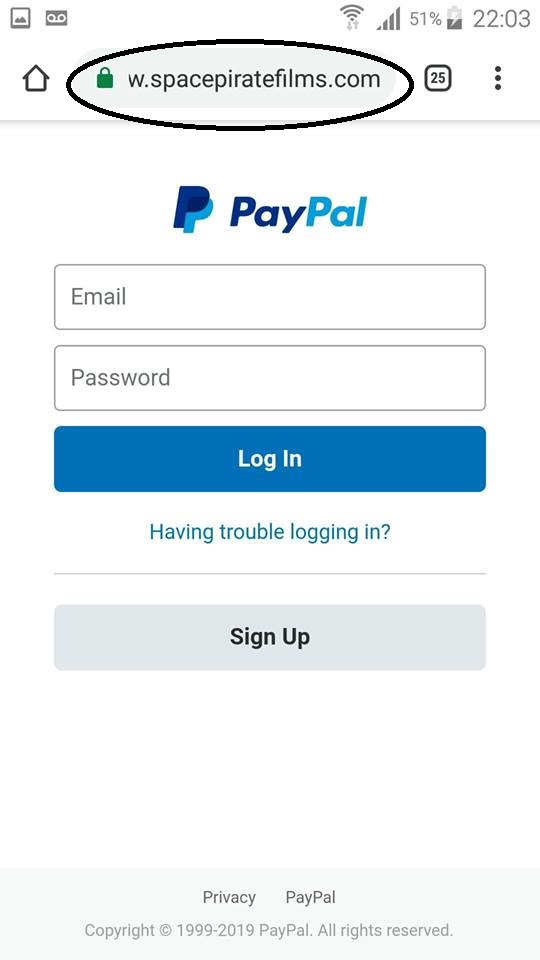 51% 22:03
w.spacepiratefilms.com 25
PayPal
Email
Password
Log In
Having trouble logging in?
Sign Up
Privacy PayPal
Copyright © 1999-2019 PayPal. All rights reserved.